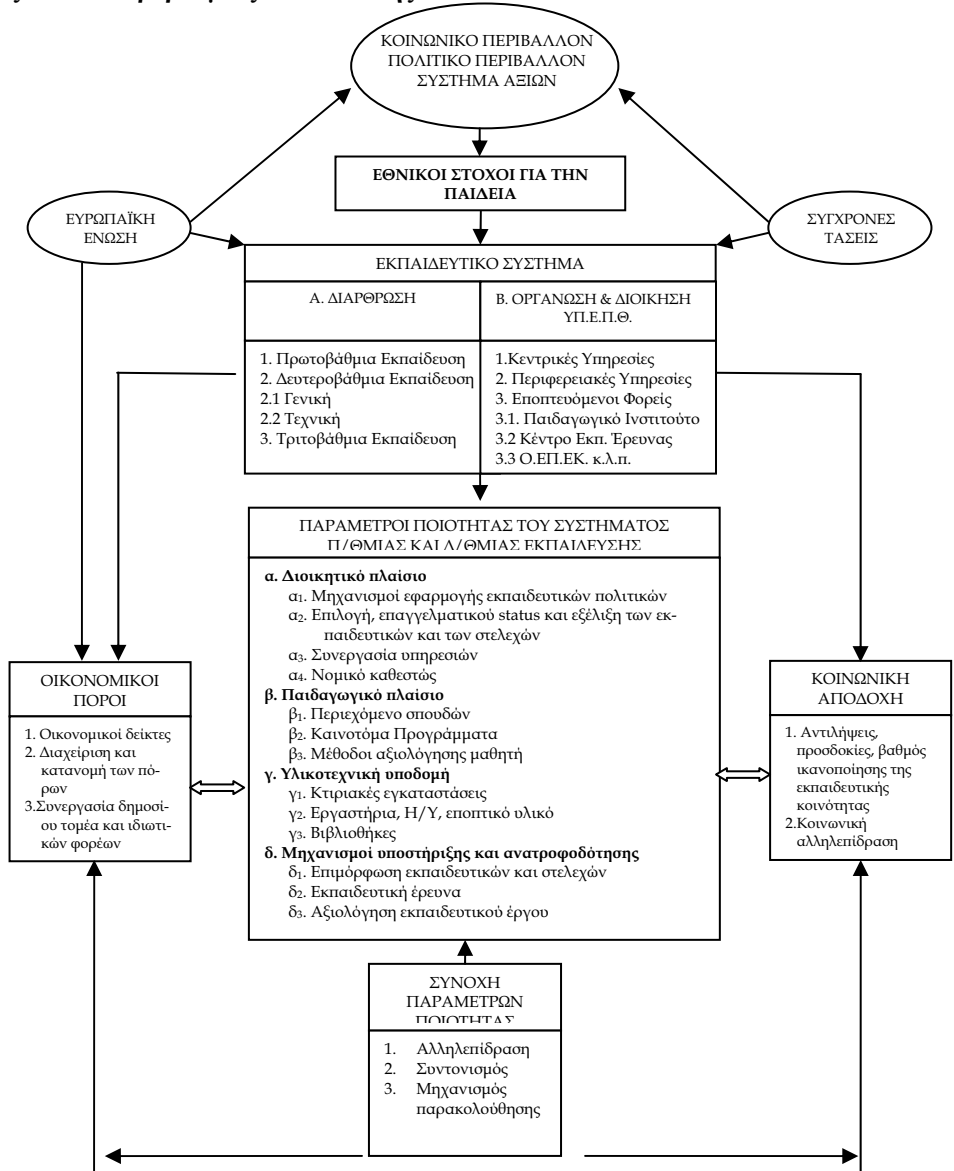 ΚΟΙΝΩΝΙΚΟ ΠΕΡΙΒΑΛΛΟΝ
ΠΟΛΙΤΙΚΟ ΠΕΡΙΒΑΛΛΟΝ
ΣΥΣΤΗΜΑ ΑΞΙΩΝ
ΕΘΝΙΚΟΙ ΣΤΟΧΟΙ ΓΙΑ ΤΗΝ
ΠΑΙΔΕΙΑ
ΕΥΡΩΠΑΪΚΗ
ΕΝΩΣΗ
ΣΥΓΧΡΟΝΕΣ
ΤΑΣΕΙΣ
ΕΚΠΑΙΔΕΥΤΙΚΟ ΣΥΣΤΗΜΑ
Α. ΔΙΑΡΘΡΩΣΗ
Β. ΟΡΓΑΝΩΣΗ & ΔΙΟΙΚΗΣΗ
ΥΠ.Ε.Π.Θ.
1. Πρωτοβάθμια Εκπαίδευση
2. Δευτεροβάθμια Εκπαίδευση
2.1 Γενική
2.2 Τεχνική
3. Τριτοβάθμια Εκπαίδευση
1.Κεντρικές Υπηρεσίες
2. Περιφερειακές Υπηρεσίες
3. Εποπτευόμενοι Φορείς
3.1. Παιδαγωγικό Ινστιτούτο
3.2 Κέντρο Εκπ. Έρευνας
3.3 Ο.ΕΠ.ΕΚ. κ.λ.π.
ΠΑΡΑΜΕΤΡΟΙ ΠΟΙΟΤΗΤΑΣ ΤΟΥ ΣΥΣΤΗΜΑΤΟΣ
Π/ΘΜΙΑΣ ΚΑΙ Δ/ΘΜΙΑΣ ΕΚΠΑΙΔΕΥΣΗΣ
α. Διοικητικό πλαίσιο
α₁. Μηχανισμοί εφαρμογής εκπαιδευτικών πολιτικών
α₂. Επιλογή, επαγγελματικού status και εξέλιξη των εκ-
παιδευτικών και των στελεχών
α₃. Συνεργασία υπηρεσιών
α₄. Νομικό καθεστώς
β. Παιδαγωγικό πλαίσιο
β₁. Περιεχόμενο σπουδών
β₂. Καινοτόμα Προγράμματα
β₃. Μέθοδοι αξιολόγησης μαθητή
γ. Υλικοτεχνική υποδομή
γ₁. Κτιριακές εγκαταστάσεις
γ₂. Εργαστήρια, Η/Υ, εποπτικό υλικό
γ₃. Βιβλιοθήκες
δ. Μηχανισμοί υποστήριξης και ανατροφοδότησης
δ₁. Επιμόρφωση εκπαιδευτικών και στελεχών
δ₂. Εκπαιδευτική έρευνα
δ₃. Αξιολόγηση εκπαιδευτικού έργου
ΟΙΚΟΝΟΜΙΚΟΙ
ΠΟΡΟΙ
1. Οικονομικοί δείκτες
2. Διαχείριση και
κατανομή των πό-
ρων
3.Συνεργασία δημοσί-
ου τομέα και ιδιωτι-
κών φορέων
ΚΟΙΝΩΝΙΚΗ
ΑΠΟΔΟΧΗ
1. Αντιλήψεις,
προσδοκίες, βαθμός
ικανοποίησης της
εκπαιδευτικής
κοινότητας
2.Κοινωνική
αλληλεπίδραση
ΣΥΝΟΧΗ
ΠΑΡΑΜΕΤΡΩΝ
ΠΟΙΟΤΗΤΑΣ
1. Αλληλεπίδραση
2. Συντονισμός
3. Μηχανισμός
παρακολούθησης